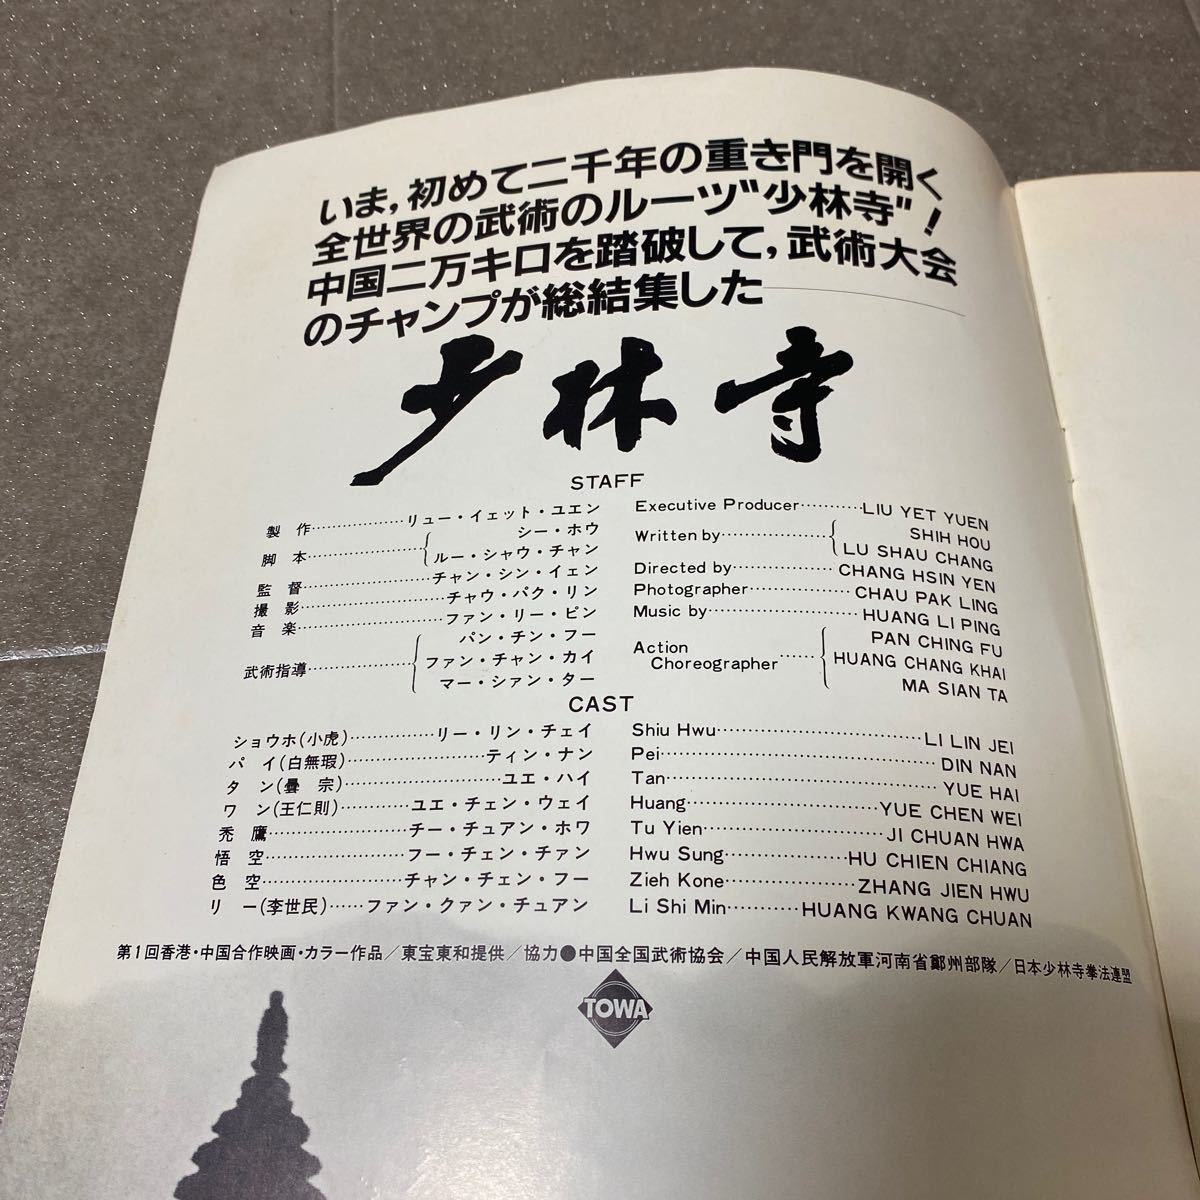 いま,初めて二千年の重き門を開く
全世界の武術のルーツ"少林寺"!
中国二万キロを踏破して,武術大会
のチャンプが総結集した
少林寺
STAFF
製作………………リュー・イェット・ユエン
脚本………………シー・ホウ
ルー・シャウ・チャン
監督………………チャン・シン・イェン
撮影………………チャウ・パク・リン
音楽………………ファン・リー・ピン
武術指導………………パン・チン・フー
ファン・チャン・カイ
マー・シァン・ター
Executive Producer………LIU YET YUEN
Written by………SHIH HOU
LU SHAU CHANG
Directed by………CHANG HSIN YEN
Photographer………CHAU PAK LING
Music by………HUANG LI PING
Action
Choreographer……PAN CHING FU
HUANG CHANG KHAI
MA SIAN TA
CAST
ショウホ(小虎)……………リー・リン・チェイ
パイ(白無瑕)……………ティン・ナン
タン(曇宗)……………ユエ・ハイ
ワン(王仁則)……………ユエ・チェン・ウェイ
禿鷹……………チー・チュアン・ホワ
悟空……………フー・チェン・チァン
色空……………チャン・チェン・フー
リー(李世民)……ファン・クァン・チュアン
Shiu Hwu……………LI LIN JEI
Pei……………DIN NAN
Tan……………YUE HAI
Huang……………YUE CHEN WEI
Tu Yien……………JI CHUAN HWA
Hwu Sung……………HU CHIEN CHIANG
Zieh Kone……………ZHANG JIEN HWU
Li Shi Min…………HUANG KWANG CHUAN
第1回香港・中国合作映画・カラー作品/東宝東和提供/協力●中国全国武術協会/中国人民解放軍河南省鄭州部隊/日本少林寺拳法連盟
TOWA